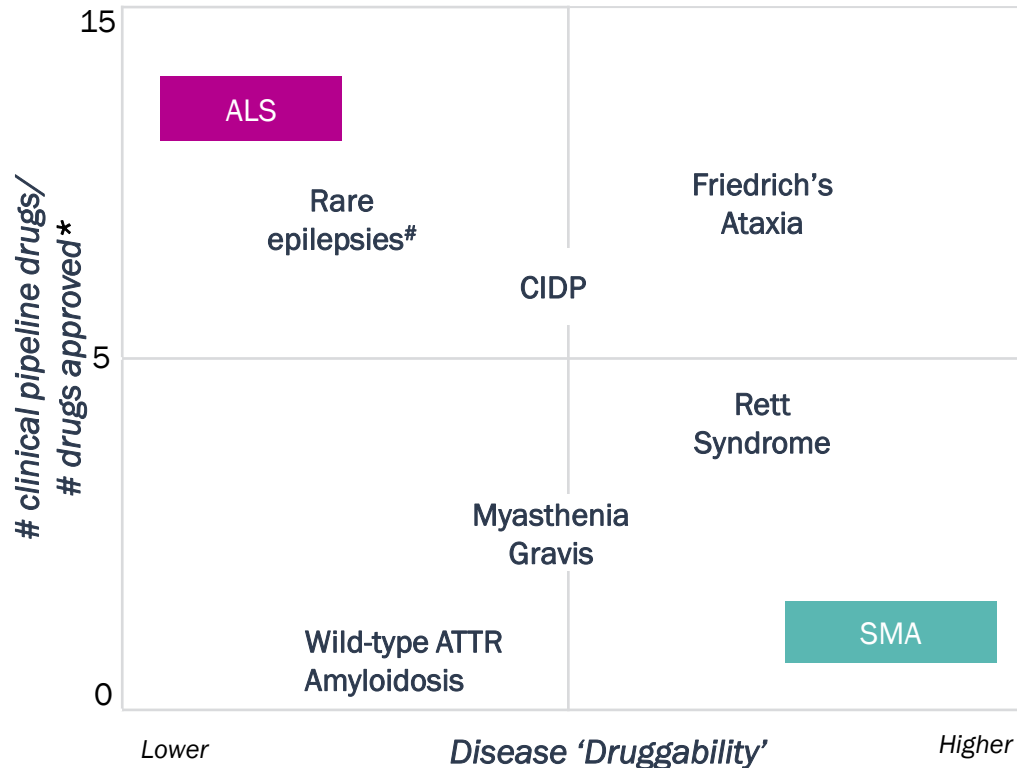 15
ALS
# clinical pipeline drugs/
# drugs approved*
Rare
epilepsies#
Friedrich’s
Ataxia
CIDP
5
Rett
Syndrome
Myasthenia
Gravis
Wild-type ATTR
Amyloidosis
SMA
0
Lower
Disease ‘Druggability’
Higher